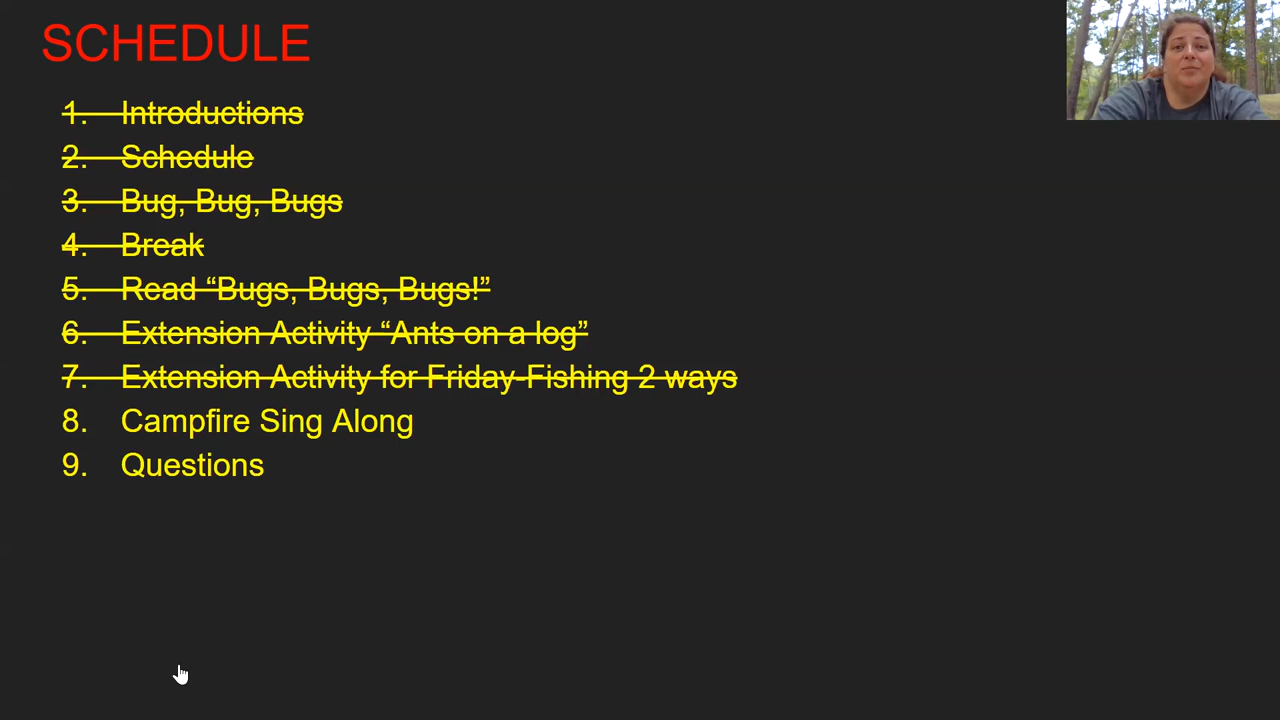 SCHEDULE
1. Introductions
2. Schedule
3. Bug, Bug, Bugs
4. Break
5. Read “Bugs, Bugs, Bugs!”
6. Extension Activity “Ants on a log”
7. Extension Activity for Friday-Fishing 2 ways
8. Campfire Sing Along
9. Questions